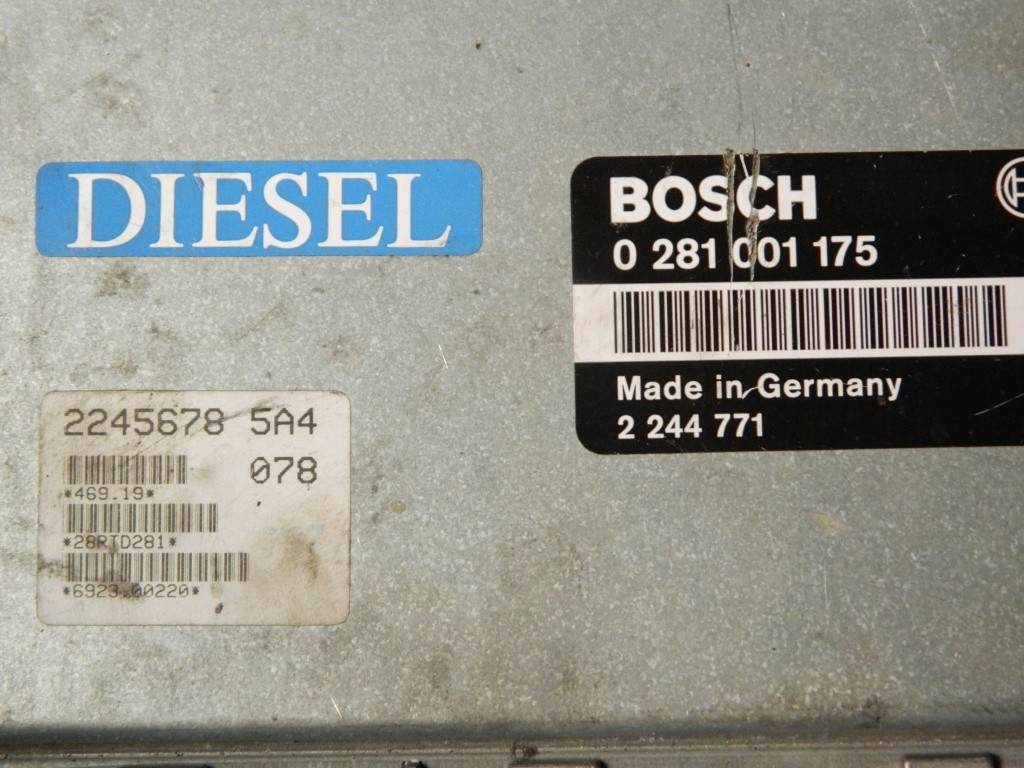 DIESEL
BOSCH
0 281 001 175
Made in Germany
2 244 771
2245678 5A4
078
*469.19*
*28RTD281*
*6923.00220*